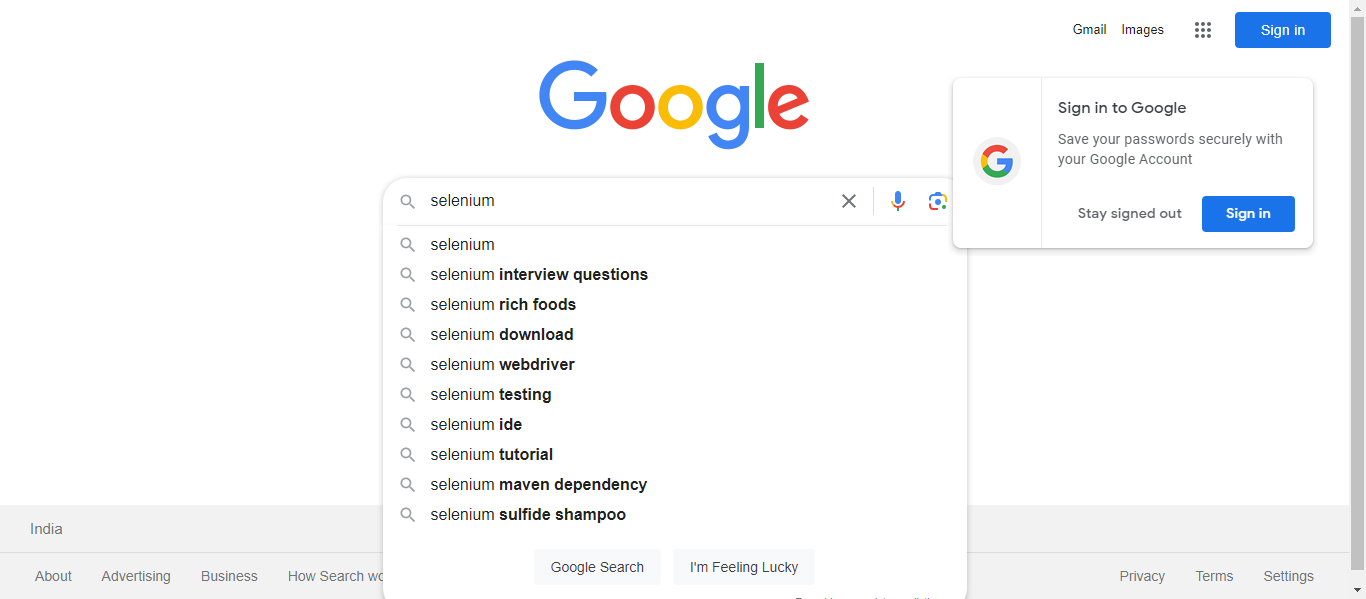 Gmail Images Sign in
Google
Sign in to Google
Save your passwords securely with
your Google Account
Stay signed out Sign in
selenium
selenium
selenium interview questions
selenium rich foods
selenium download
selenium webdriver
selenium testing
selenium ide
selenium tutorial
selenium maven dependency
selenium sulfide shampoo
Google Search I'm Feeling Lucky
India
About Advertising Business How Search
Privacy Terms Settings